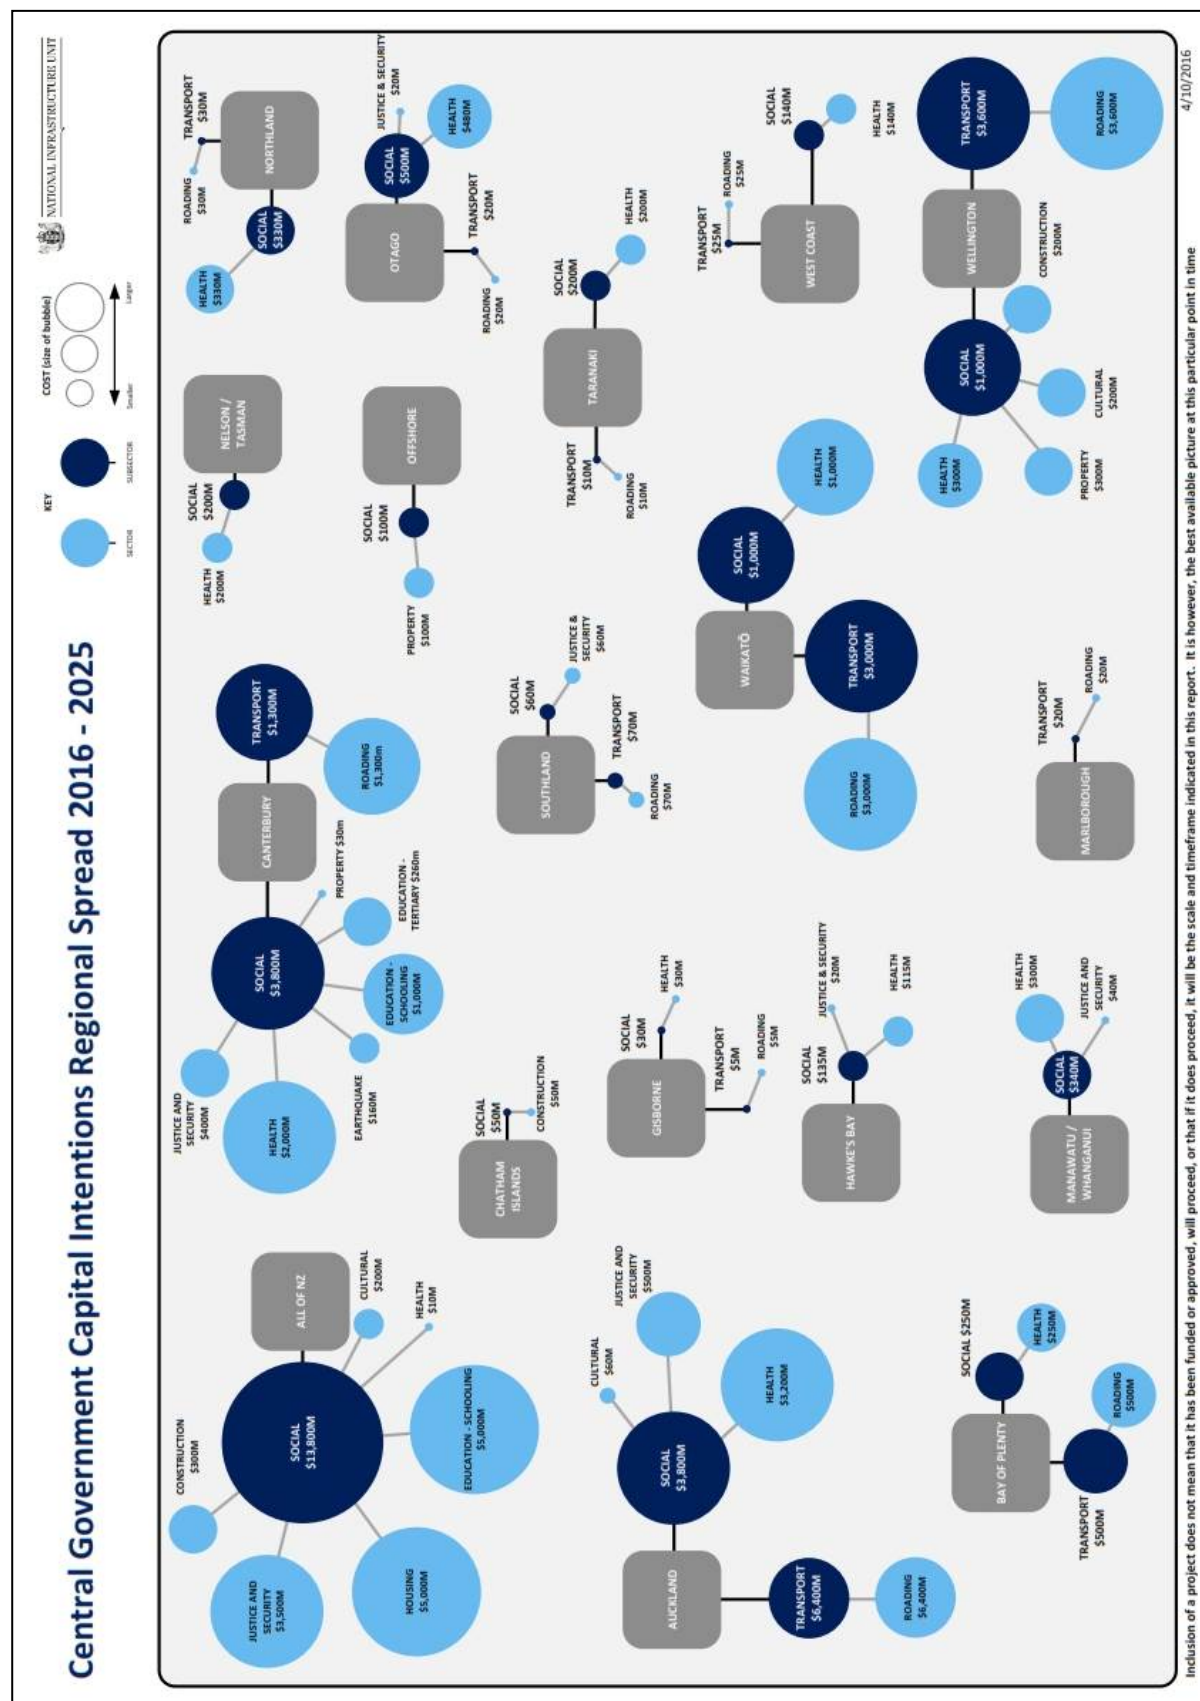 Central Government Capital Intentions Regional Spread 2016 - 2025
KEY
SECTOR
SUBSECTOR
COST (size of bubble)
Smaller
Larger
NATIONAL INFRASTRUCTURE UNIT
ALL OF NZ
SOCIAL
$13,800M
CONSTRUCTION
$300M
JUSTICE AND
SECURITY
$3,500M
HOUSING
$5,000M
EDUCATION - SCHOOLING
$5,000M
HEALTH
$10M
CULTURAL
$200M
CANTERBURY
SOCIAL
$3,800M
JUSTICE AND
SECURITY
$400M
HEALTH
$2,000M
EARTHQUAKE
$160M
EDUCATION -
SCHOOLING
$1,000M
EDUCATION -
TERTIARY $260m
PROPERTY $30m
TRANSPORT
$1,300M
ROADING
$1,300m
NELSON /
TASMAN
SOCIAL
$200M
HEALTH
$200M
NORTHLAND
SOCIAL
$330M
HEALTH
$330M
TRANSPORT
$30M
ROADING
$30M
OFFSHORE
SOCIAL
$100M
PROPERTY
$100M
OTAGO
SOCIAL
$500M
JUSTICE & SECURITY
$20M
HEALTH
$480M
TRANSPORT
$20M
ROADING
$20M
CHATHAM
ISLANDS
SOCIAL
$50M
CONSTRUCTION
$50M
SOUTHLAND
SOCIAL
$60M
JUSTICE &
SECURITY
$60M
TRANSPORT
$70M
ROADING
$70M
TARANAKI
SOCIAL
$200M
HEALTH
$200M
TRANSPORT
$10M
ROADING
$10M
AUCKLAND
SOCIAL
$3,800M
CULTURAL
$60M
JUSTICE AND
SECURITY
$500M
HEALTH
$3,200M
TRANSPORT
$6,400M
ROADING
$6,400M
GISBORNE
SOCIAL
$30M
HEALTH
$30M
TRANSPORT
$5M
ROADING
$5M
WAIKATŌ
SOCIAL
$1,000M
HEALTH
$1,000M
TRANSPORT
$3,000M
ROADING
$3,000M
WEST COAST
TRANSPORT
$25M
ROADING
$25M
SOCIAL
$140M
HEALTH
$140M
HAWKE'S BAY
SOCIAL
$135M
JUSTICE & SECURITY
$20M
HEALTH
$115M
BAY OF PLENTY
SOCIAL $250M
HEALTH
$250M
TRANSPORT
$500M
ROADING
$500M
MANAWATU /
WHANGANUI
SOCIAL
$340M
HEALTH
$300M
JUSTICE AND
SECURITY
$40M
MARLBOROUGH
TRANSPORT
$20M
ROADING
$20M
WELLINGTON
SOCIAL
$1,000M
HEALTH
$300M
PROPERTY
$300M
CULTURAL
$200M
CONSTRUCTION
$200M
TRANSPORT
$3,600M
ROADING
$3,600M
Inclusion of a project does not mean that it has been funded or approved, will proceed, or that if it does proceed, it will be the scale and timeframe indicated in this report. It is however, the best available picture at this particular point in time
4/10/2016